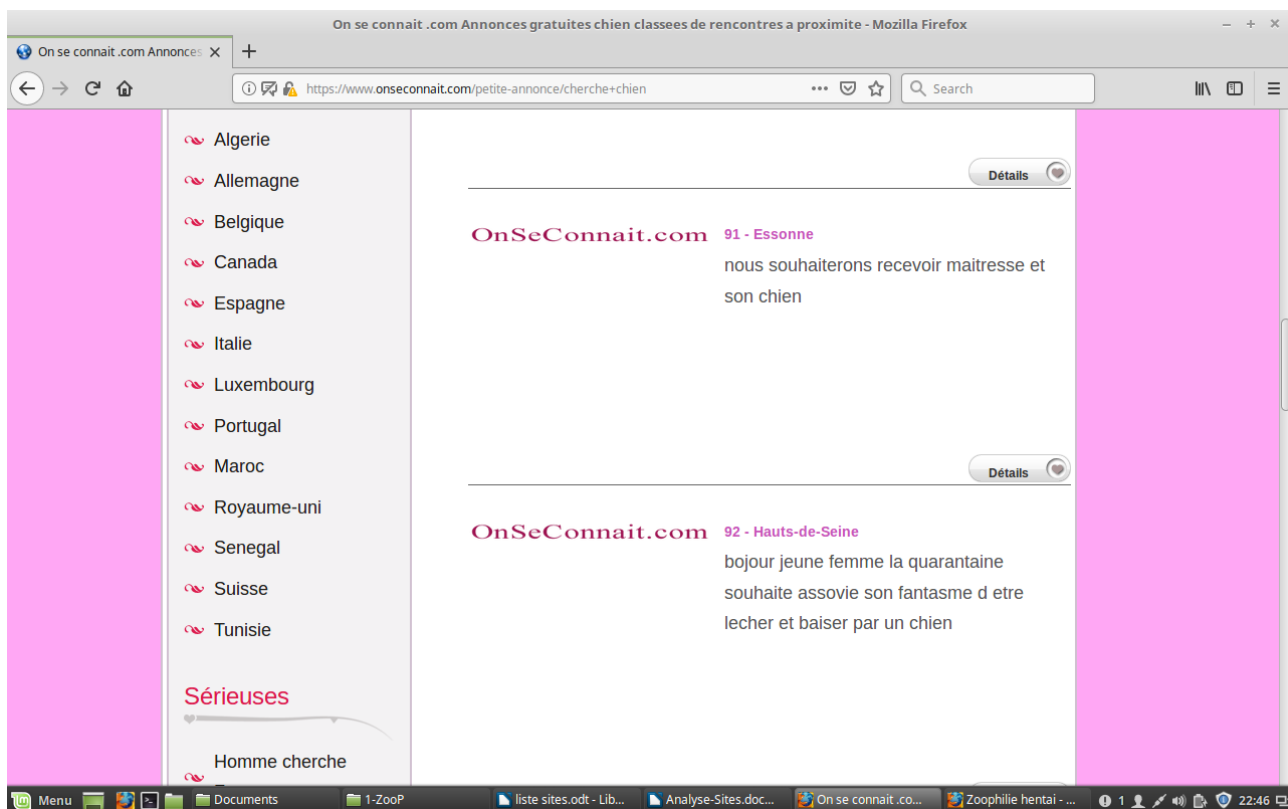 On se connait .com Annonces gratuites chien classees de rencontres a proximite - Mozilla Firefox
On se connait .com Annonces
https://www.onseconnait.com/petite-annonce/cherche+chien
Search
Algerie
Allemagne
Belgique
Canada
Espagne
Italie
Luxembourg
Portugal
Maroc
Royaume-uni
Senegal
Suisse
Tunisie
Sérieuses
Homme cherche
Détails
OnSeConnait.com
91 - Essonne
nous souhaiterons recevoir maitresse et
son chien
Détails
OnSeConnait.com
92 - Hauts-de-Seine
bojour jeune femme la quarantaine
souhaite assovie son fantasme d etre
lecher et baiser par un chien
Menu
Documents
1-ZooP
liste sites.odt - Lib...
Analyse-Sites.doc...
On se connait .co...
Zoophilie hentai - ...
1
22:46